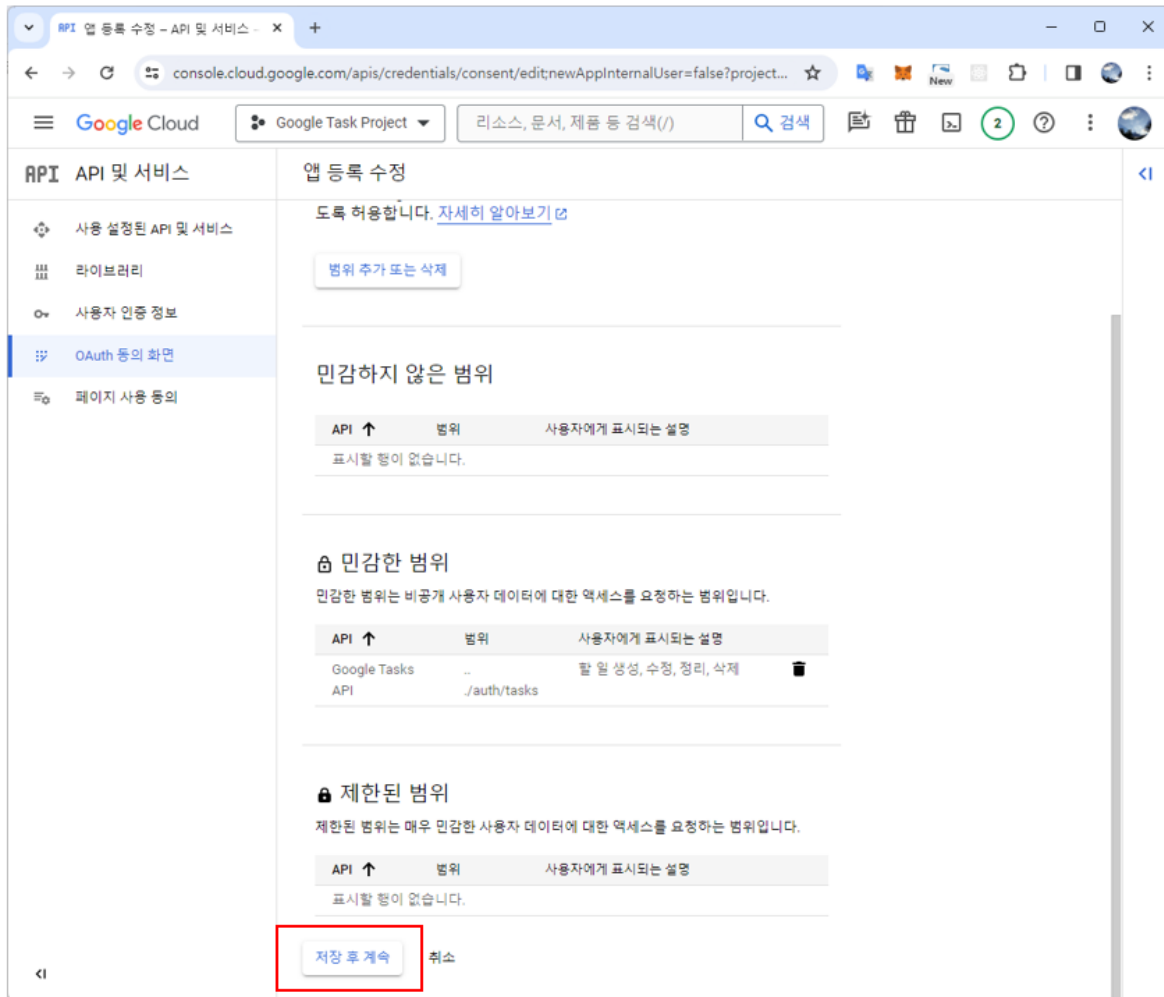 API 앱 등록 수정 – API 및 서비스 -
console.cloud.google.com/apis/credentials/consent/edit;newAppInternalUser=false?project...
New
Google Cloud
Google Task Project
리소스, 문서, 제품 등 검색(/)
검색
2
API API 및 서비스
앱 등록 수정
사용 설정된 API 및 서비스
라이브러리
사용자 인증 정보
OAuth 동의 화면
페이지 사용 동의
도록 허용합니다. 자세히 알아보기
범위 추가 또는 삭제
민감하지 않은 범위
API 범위 사용자에게 표시되는 설명
표시할 행이 없습니다.
민감한 범위
민감한 범위는 비공개 사용자 데이터에 대한 액세스를 요청하는 범위입니다.
API 범위 사용자에게 표시되는 설명
Google Tasks .. 할 일 생성, 수정, 정리, 삭제
API ./auth/tasks
제한된 범위
제한된 범위는 매우 민감한 사용자 데이터에 대한 액세스를 요청하는 범위입니다.
API 범위 사용자에게 표시되는 설명
표시할 행이 없습니다.
저장 후 계속 취소